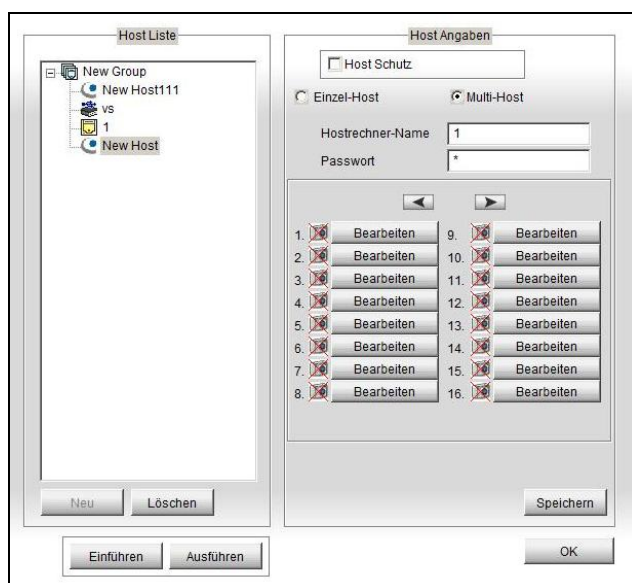 Host Liste
New Group
New Host111
vs
1
New Host
Neu
Löschen
Einführen
Ausführen
Host Angaben
Host Schutz
Einzel-Host
Multi-Host
Hostrechner-Name
1
Passwort
*
1. Bearbeiten
2. Bearbeiten
3. Bearbeiten
4. Bearbeiten
5. Bearbeiten
6. Bearbeiten
7. Bearbeiten
8. Bearbeiten
9. Bearbeiten
10. Bearbeiten
11. Bearbeiten
12. Bearbeiten
13. Bearbeiten
14. Bearbeiten
15. Bearbeiten
16. Bearbeiten
Speichern
OK